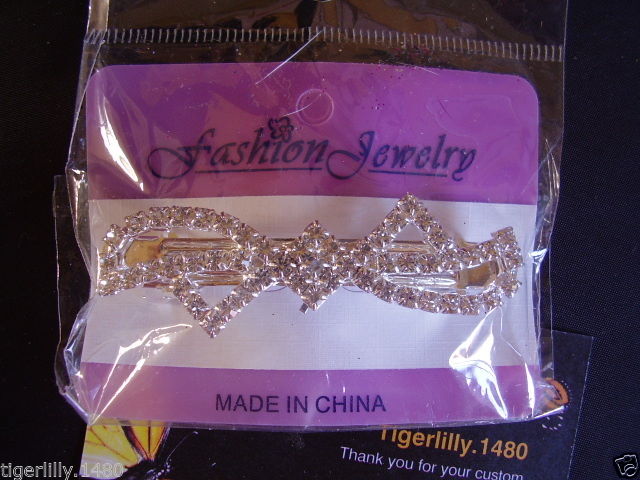 Fashion Jewelry
MADE IN CHINA
Tigerlilly.1480
Thank you for your custom
tigerlilly.1480